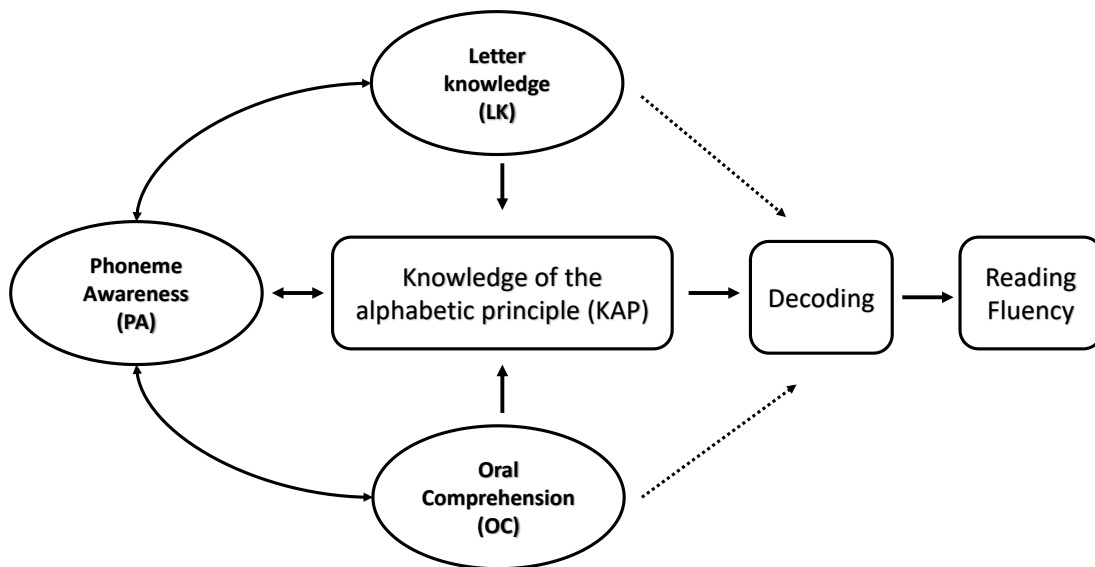 Letter
knowledge
(LK)
Phoneme
Awareness
(PA)
Knowledge of the
alphabetic principle (KAP)
Decoding
Reading
Fluency
Oral
Comprehension
(OC)